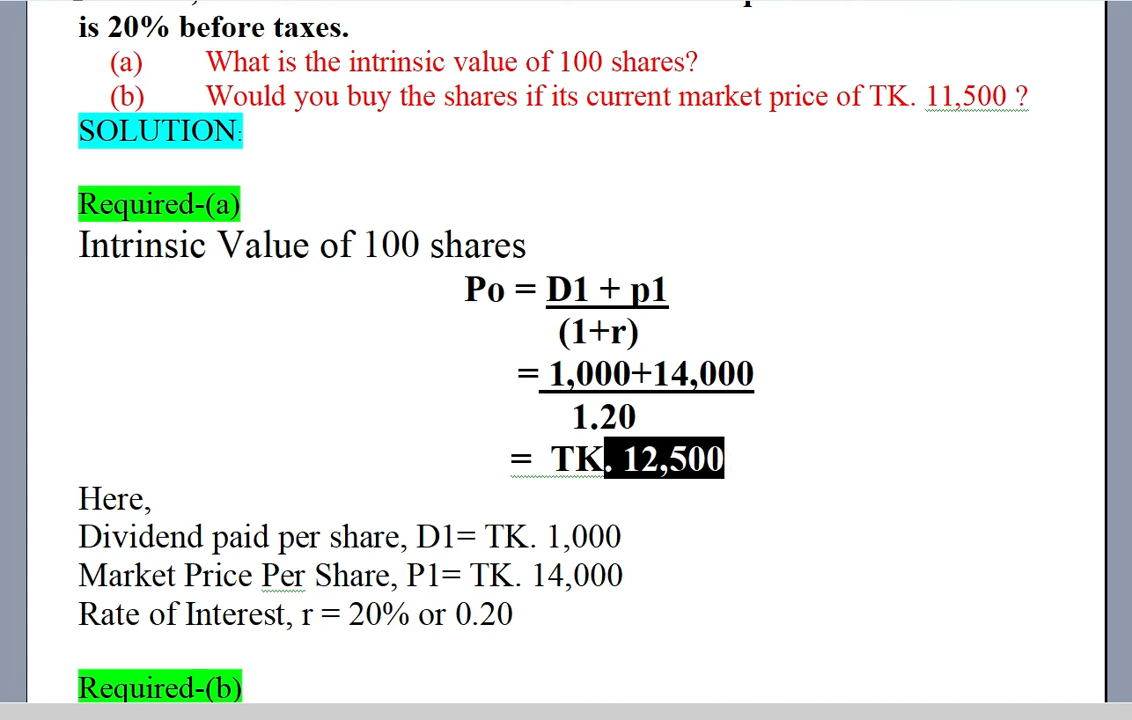 is 20% before taxes.
(a) What is the intrinsic value of 100 shares?
(b) Would you buy the shares if its current market price of TK. 11,500 ?
SOLUTION:
Required-(a)
Intrinsic Value of 100 shares
Po = D1 + p1
(1+r)
= 1,000+14,000
1.20
= TK. 12,500
Here,
Dividend paid per share, D1= TK. 1,000
Market Price Per Share, P1= TK. 14,000
Rate of Interest, r = 20% or 0.20
Required-(b)